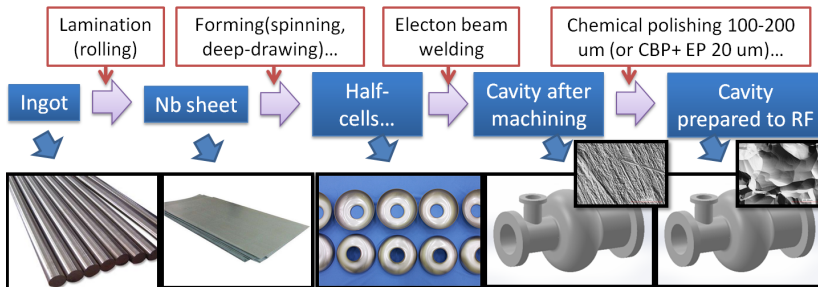 Lamination
(rolling)
Forming(spinning,
deep-drawing)...
Electon beam
welding
Chemical polishing 100-200
um (or CBP+ EP 20 um)...
Ingot
Nb sheet
Half-
cells...
Cavity after
machining
Cavity
prepared to RF